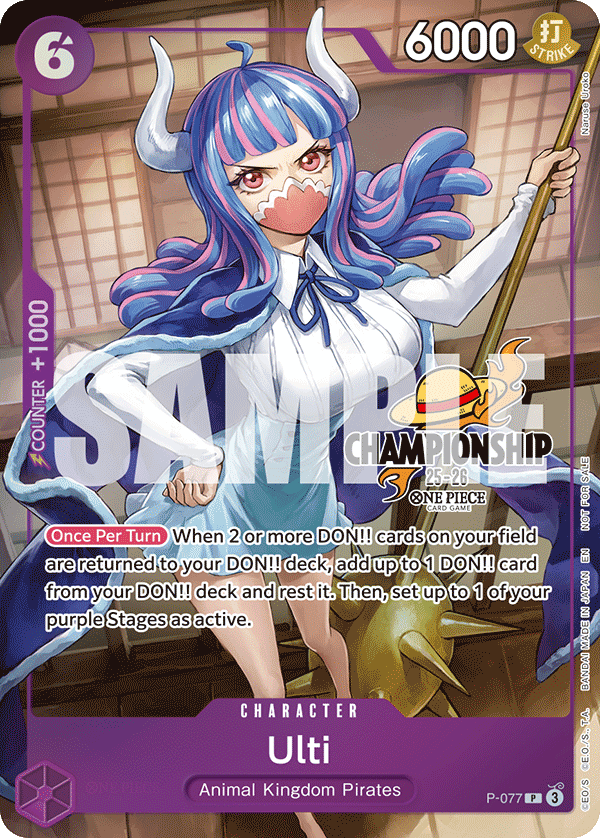 6
6000
打
STRIKE
Naruse Uroko
COUNTER +1000
SAMPLE
CHAMPIONSHIP
25-26
ONE PIECE
CARD GAME
Once Per Turn When 2 or more DON!! cards on your field
are returned to your DON!! deck, add up to 1 DON!! card
from your DON!! deck and rest it. Then, set up to 1 of your
purple Stages as active.
CHARACTER
Ulti
Animal Kingdom Pirates
P-077 P 3
©E.O/S ©E.O./S.,T.A. BANDAI MADE IN JAPAN EN NOT FOR SALE